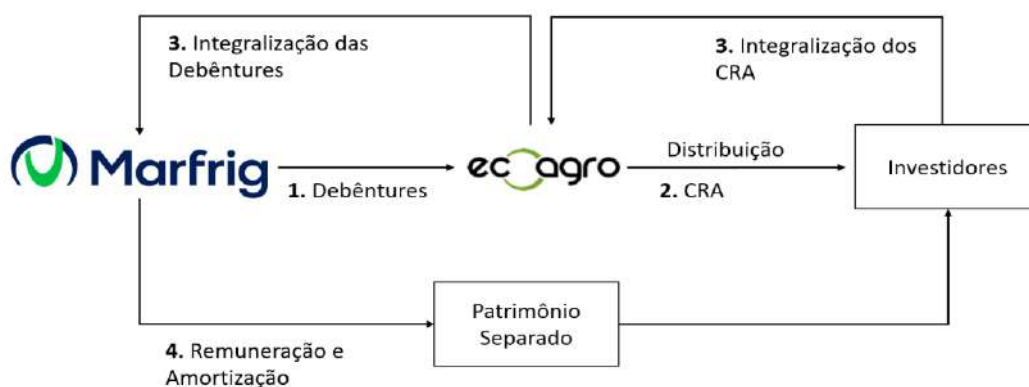 3. Integralização das
Debêntures
3. Integralização dos
CRA
Marfrig
1. Debêntures
ecoagro
Distribuição
2. CRA
Investidores
Patrimônio
Separado
4. Remuneração e
Amortização